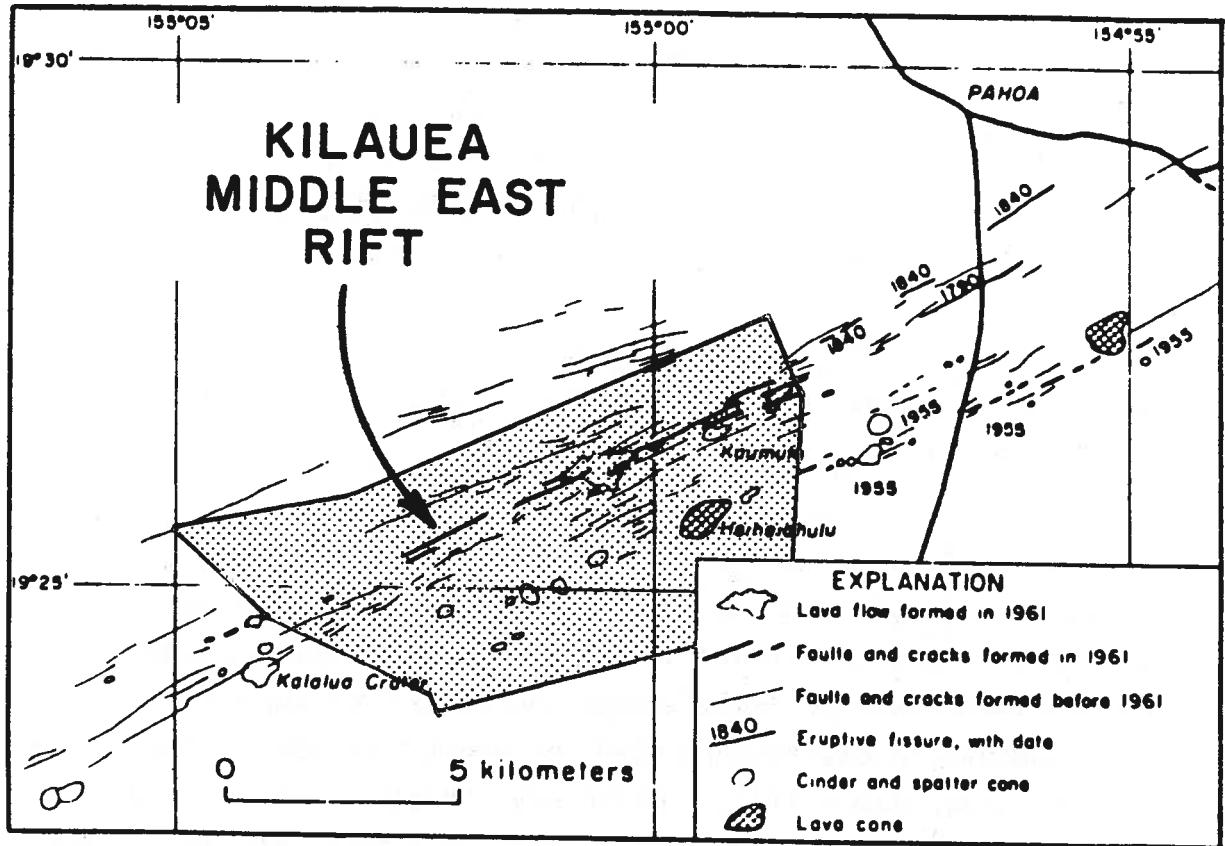 155°05'
155°00'
154°55'
19°30'
PAHOA
KILAUEA
MIDDLE EAST
RIFT
1840
1840
1790
1840
1955
1955
1955
1955
Kaumuku
Heiheiahulu
19°25'
Kalalua Crater
0 5 kilometers
EXPLANATION
Lava flow formed in 1961
Faults and cracks formed in 1961
Faults and cracks formed before 1961
1840 Eruptive fissure, with date
Cinder and spatter cone
Lava cone